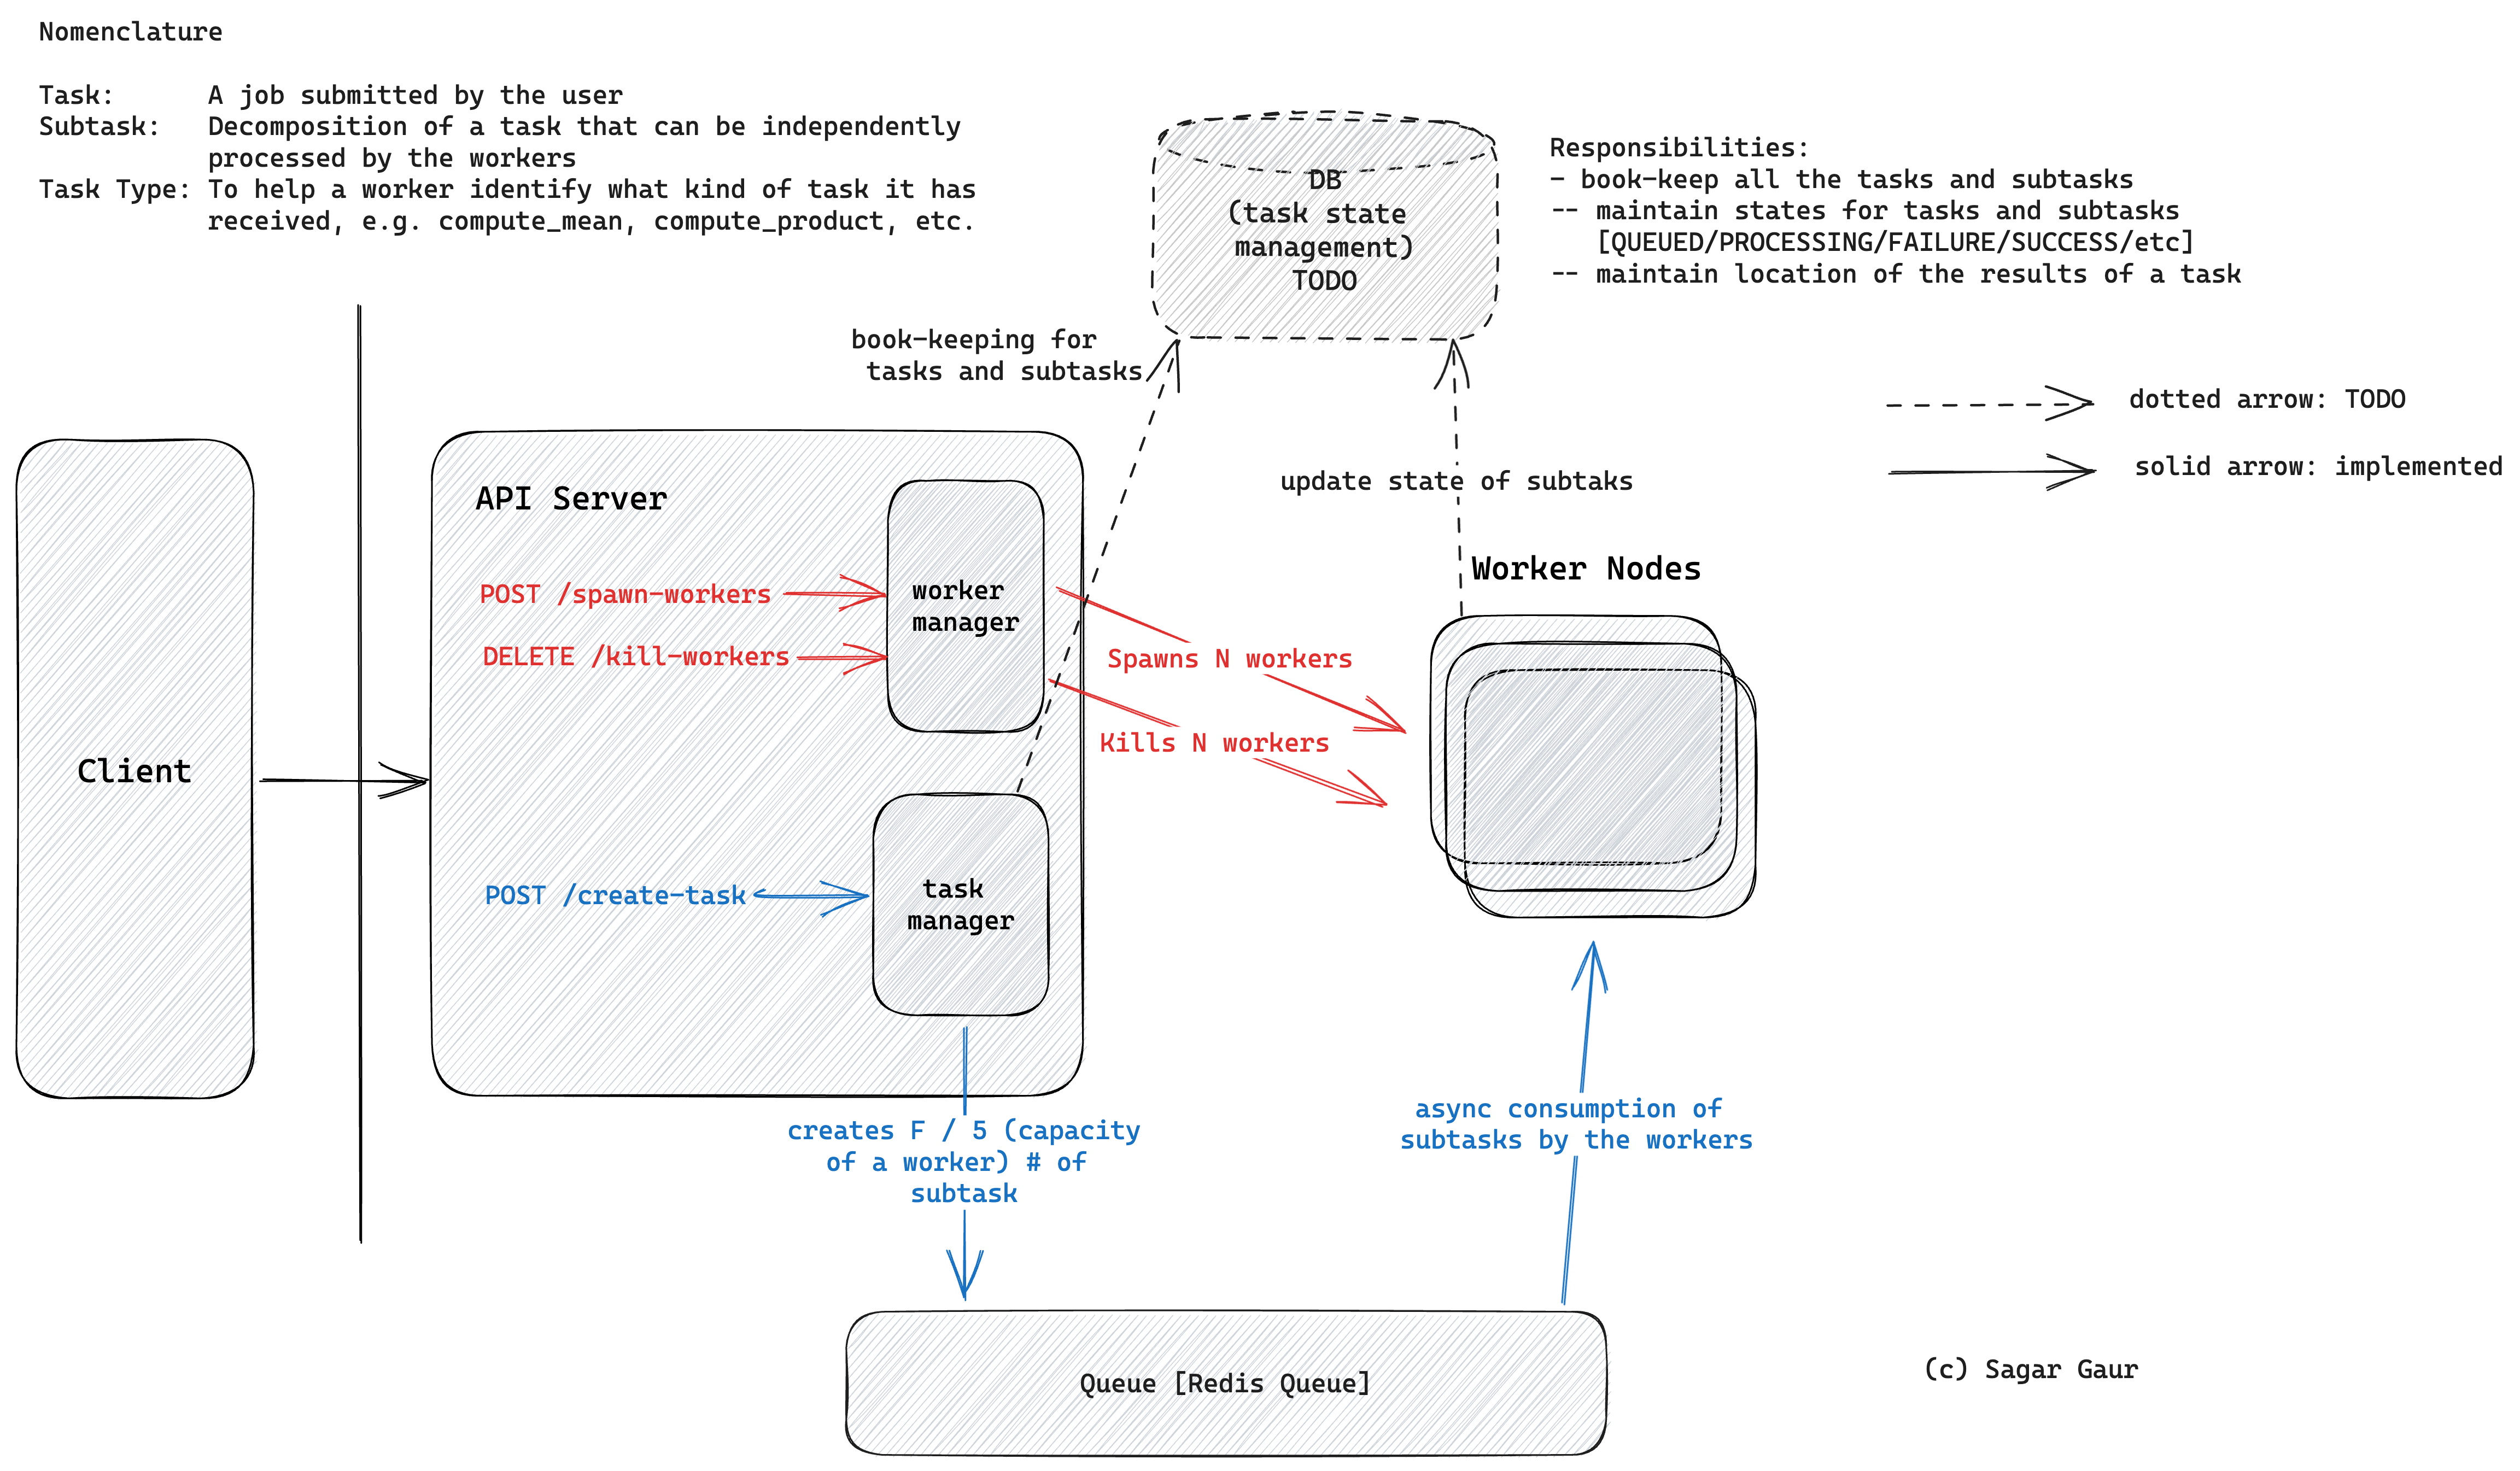 Nomenclature
Task: A job submitted by the user
Subtask: Decomposition of a task that can be independently
processed by the workers
Task Type: To help a worker identify what kind of task it has
received, e.g. compute_mean, compute_product, etc.
DB
(task state
management)
TODO
Responsibilities:
- book-keep all the tasks and subtasks
-- maintain states for tasks and subtasks
[QUEUED/PROCESSING/FAILURE/SUCCESS/etc]
-- maintain location of the results of a task
book-keeping for
tasks and subtasks
dotted arrow: TODO
solid arrow: implemented
update state of subtaks
API Server
Worker Nodes
POST /spawn-workers
DELETE /kill-workers
worker
manager
Spawns N workers
Kills N workers
Client
POST /create-task
task
manager
creates F / 5 (capacity
of a worker) # of
subtask
async consumption of
subtasks by the workers
Queue [Redis Queue]
(c) Sagar Gaur